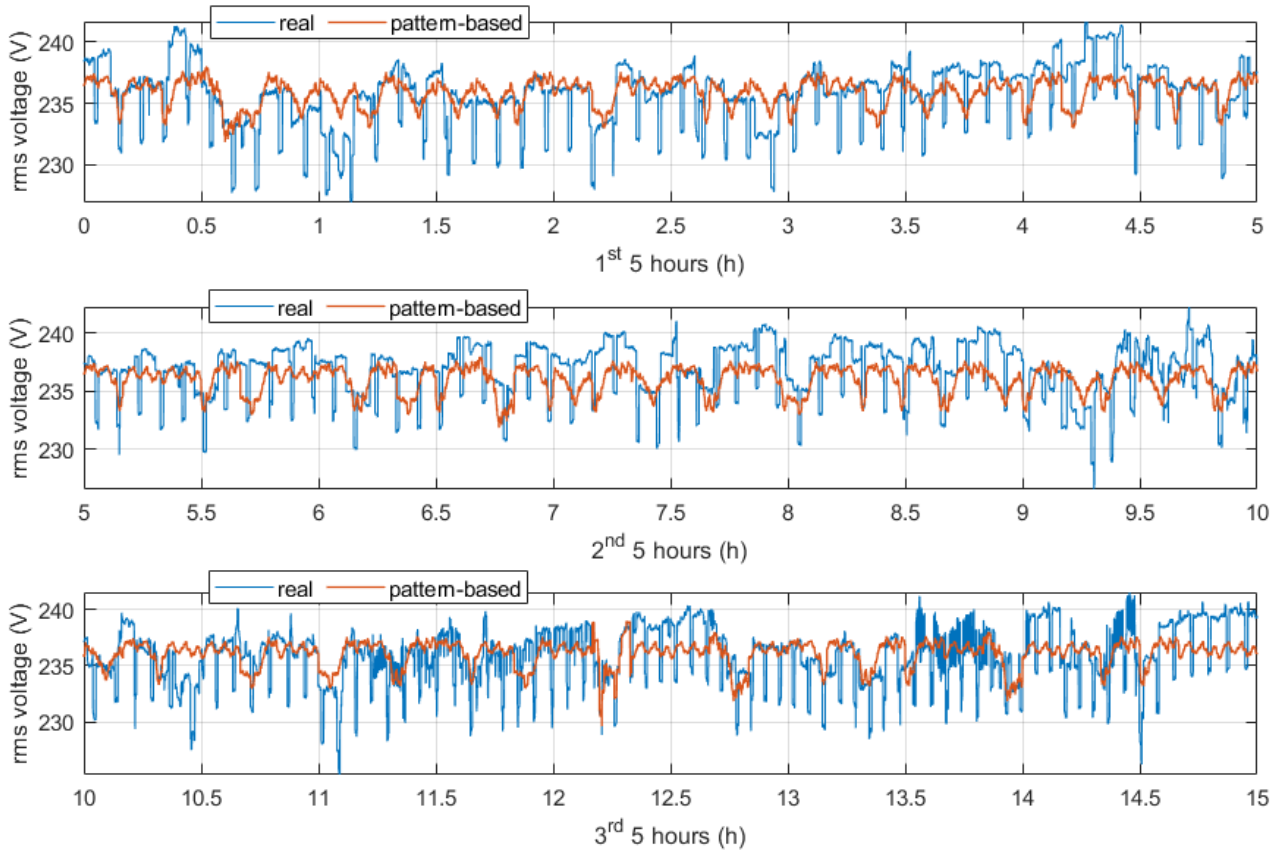 real pattern-based
rms voltage (V)
240
235
230
0 0.5 1 1.5 2 2.5 3 3.5 4 4.5 5
1st 5 hours (h)
real pattern-based
rms voltage (V)
240
235
230
5 5.5 6 6.5 7 7.5 8 8.5 9 9.5 10
2nd 5 hours (h)
real pattern-based
rms voltage (V)
240
235
230
10 10.5 11 11.5 12 12.5 13 13.5 14 14.5 15
3rd 5 hours (h)